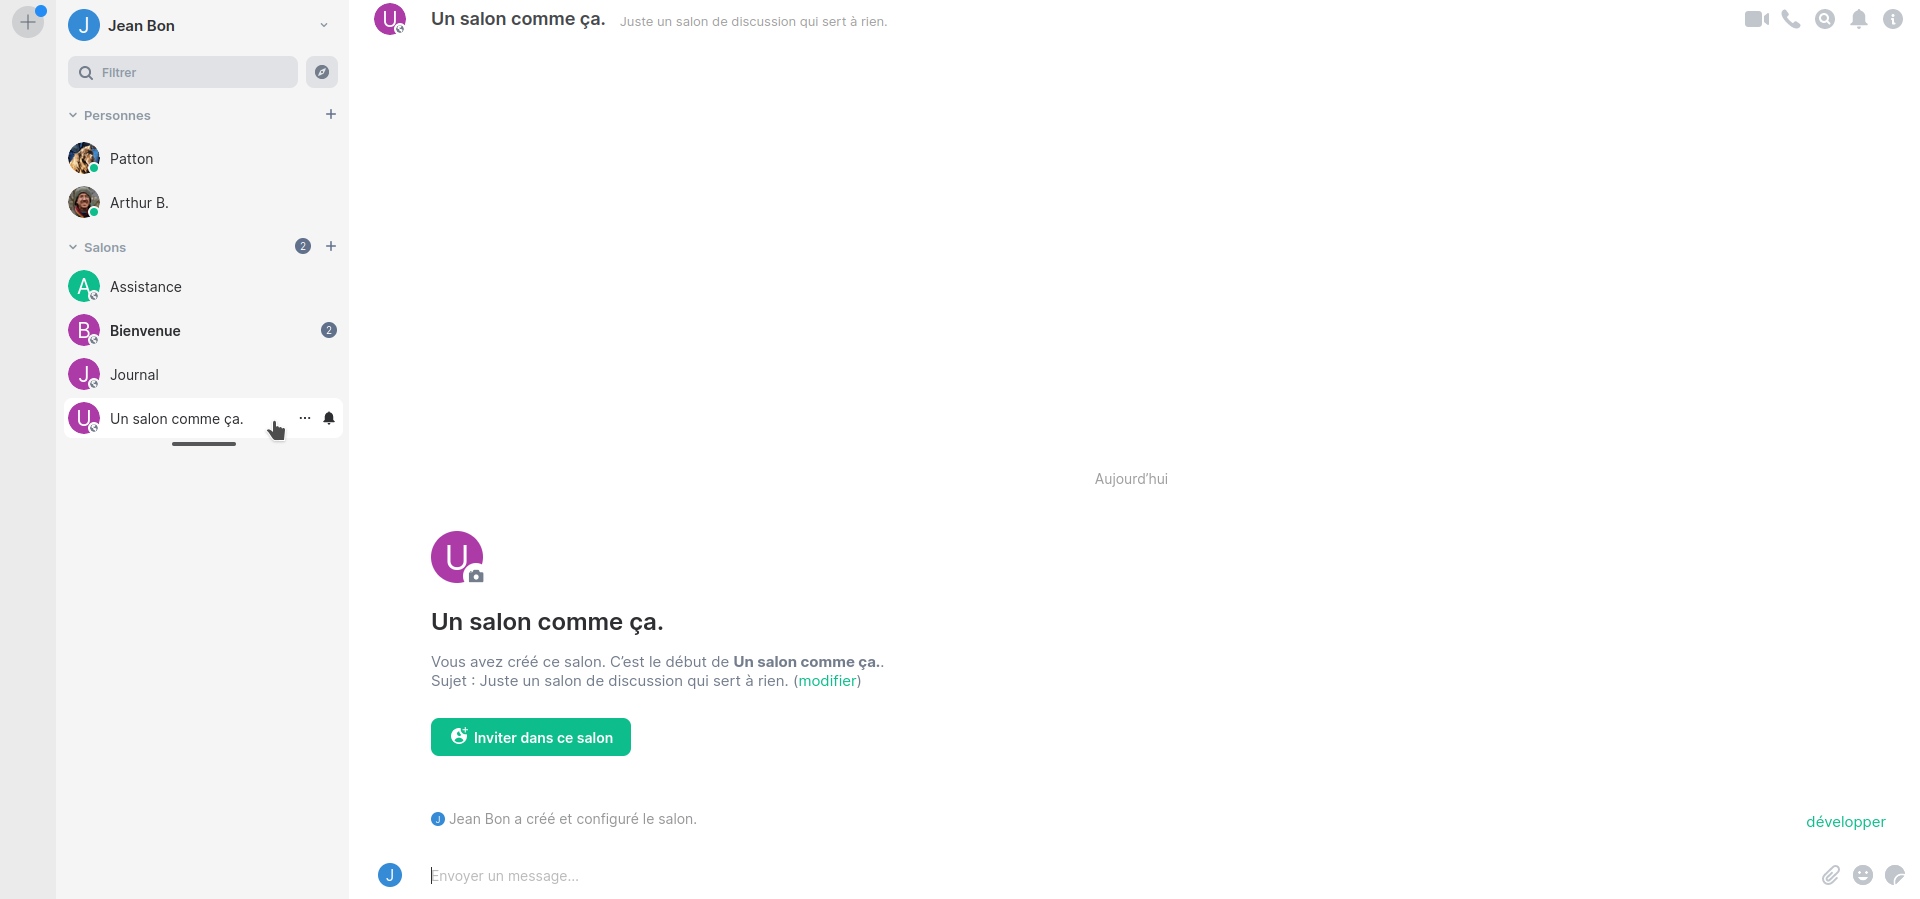 J Jean Bon
Filtrer
Personnes
Patton
Arthur B.
Salons 2
A Assistance
B Bienvenue 2
J Journal
U Un salon comme ça.
U Un salon comme ça. Juste un salon de discussion qui sert à rien.
Aujourd’hui
U
Un salon comme ça.
Vous avez créé ce salon. C’est le début de Un salon comme ça..
Sujet : Juste un salon de discussion qui sert à rien. (modifier)
Inviter dans ce salon
J Jean Bon a créé et configuré le salon.
développer
J Envoyer un message...